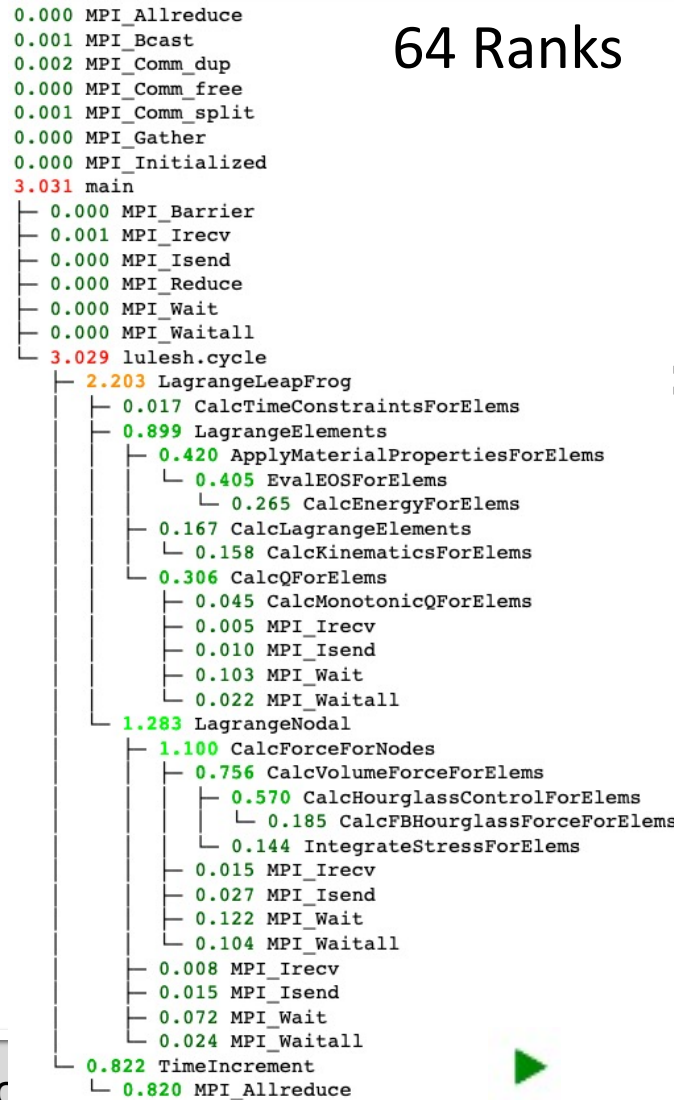 64 Ranks
0.000 MPI_Allreduce
0.001 MPI_Bcast
0.002 MPI_Comm_dup
0.000 MPI_Comm_free
0.001 MPI_Comm_split
0.000 MPI_Gather
0.000 MPI_Initialized
3.031 main
├─ 0.000 MPI_Barrier
├─ 0.001 MPI_Irecv
├─ 0.000 MPI_Isend
├─ 0.000 MPI_Reduce
├─ 0.000 MPI_Wait
├─ 0.000 MPI_Waitall
└─ 3.029 lulesh.cycle
   ├─ 2.203 LagrangeLeapFrog
   │  ├─ 0.017 CalcTimeConstraintsForElems
   │  ├─ 0.899 LagrangeElements
   │  │  ├─ 0.420 ApplyMaterialPropertiesForElems
   │  │  │  └─ 0.405 EvalEOSForElems
   │  │  │     └─ 0.265 CalcEnergyForElems
   │  │  ├─ 0.167 CalcLagrangeElements
   │  │  │  └─ 0.158 CalcKinematicsForElems
   │  │  └─ 0.306 CalcQForElems
   │  │     ├─ 0.045 CalcMonotonicQForElems
   │  │     ├─ 0.005 MPI_Irecv
   │  │     ├─ 0.010 MPI_Isend
   │  │     ├─ 0.103 MPI_Wait
   │  │     └─ 0.022 MPI_Waitall
   │  └─ 1.283 LagrangeNodal
   │     ├─ 1.100 CalcForceForNodes
   │     │  ├─ 0.756 CalcVolumeForceForElems
   │     │  │  ├─ 0.570 CalcHourglassControlForElems
   │     │  │  │  └─ 0.185 CalcFBHourglassForceForElems
   │     │  │  └─ 0.144 IntegrateStressForElems
   │     │  ├─ 0.015 MPI_Irecv
   │     │  ├─ 0.027 MPI_Isend
   │     │  ├─ 0.122 MPI_Wait
   │     │  └─ 0.104 MPI_Waitall
   │     ├─ 0.008 MPI_Irecv
   │     ├─ 0.015 MPI_Isend
   │     ├─ 0.072 MPI_Wait
   │     └─ 0.024 MPI_Waitall
   └─ 0.822 TimeIncrement
      └─ 0.820 MPI_Allreduce